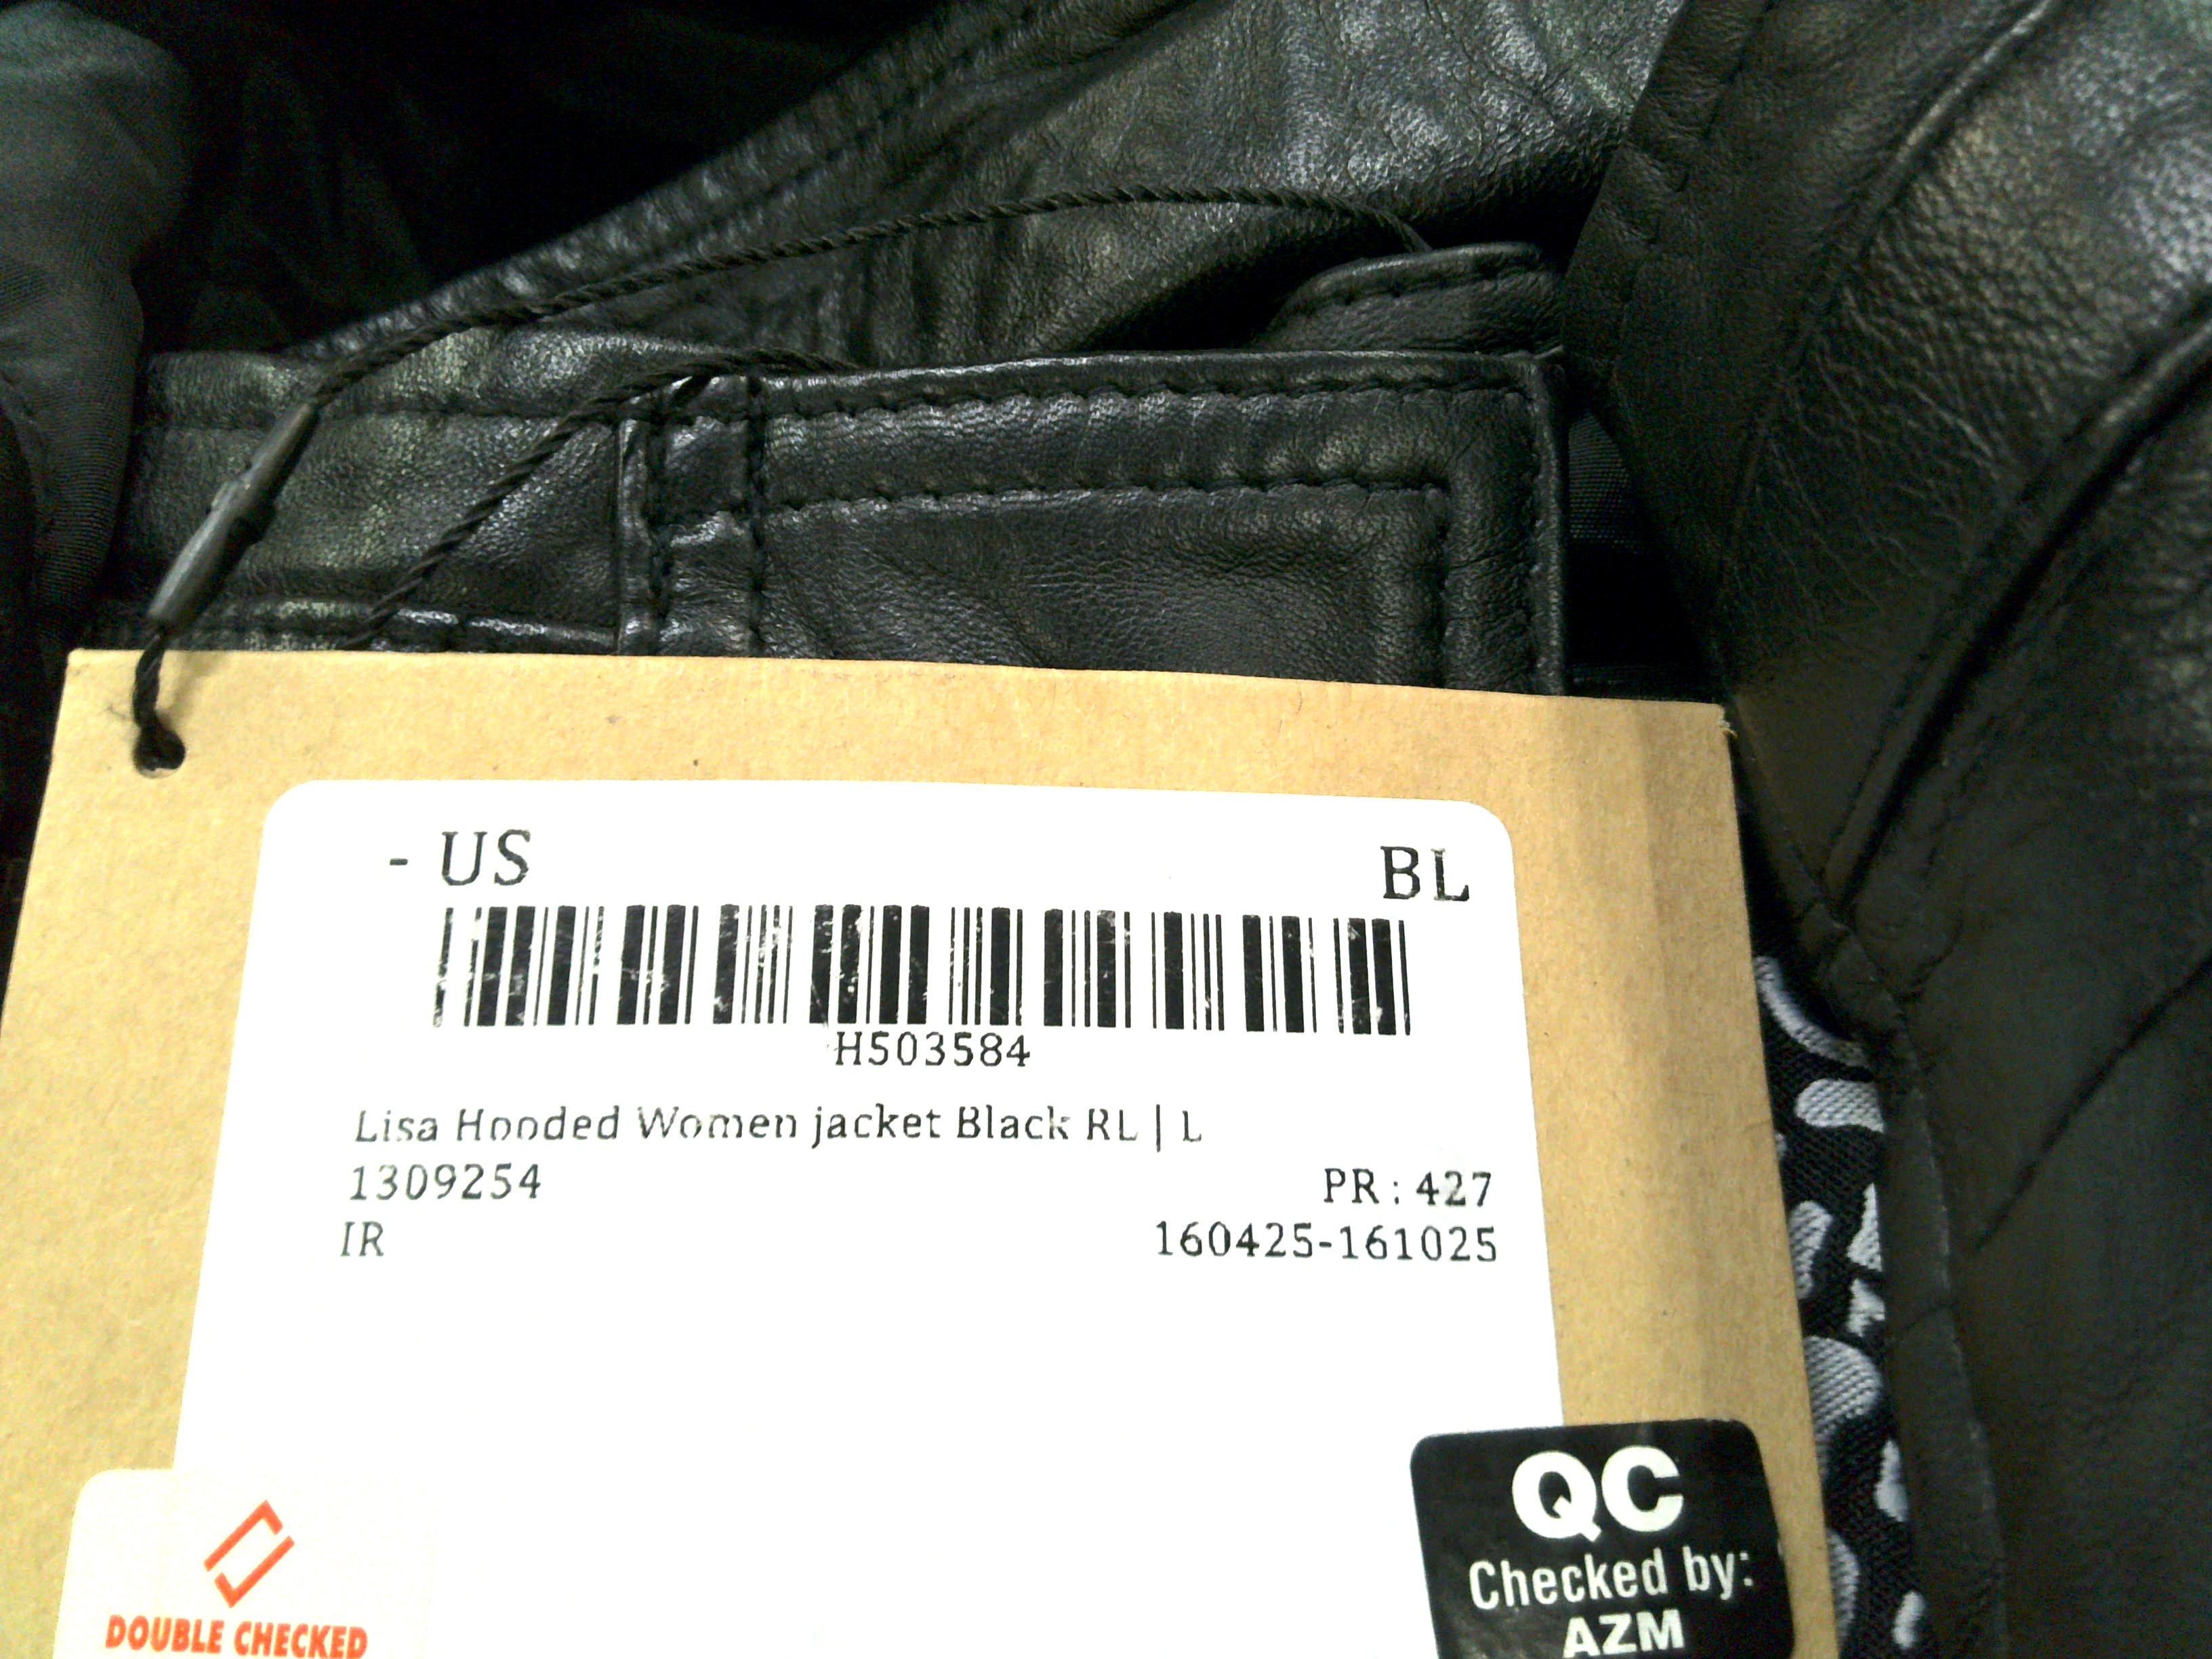 - US BL
H503584
Lisa Hooded Women jacket Black RL | L
1309254 PR : 427
IR 160425-161025
QC
Checked by:
AZM
DOUBLE CHECKED